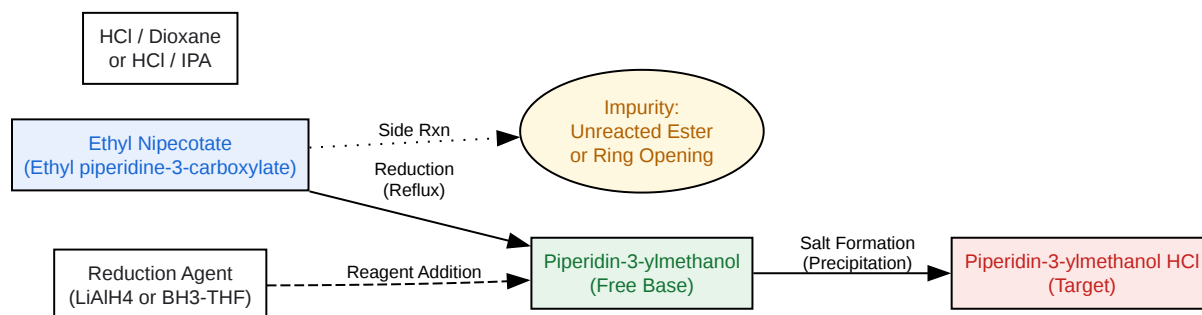 HCl / Dioxane
or HCl / IPA
Ethyl Nipecotate
(Ethyl piperidine-3-carboxylate)
Side Rxn
Impurity:
Unreacted Ester
or Ring Opening
Reduction
(Reflux)
Reduction Agent
(LiAlH4 or BH3-THF)
Reagent Addition
Piperidin-3-ylmethanol
(Free Base)
Salt Formation
(Precipitation)
Piperidin-3-ylmethanol HCl
(Target)